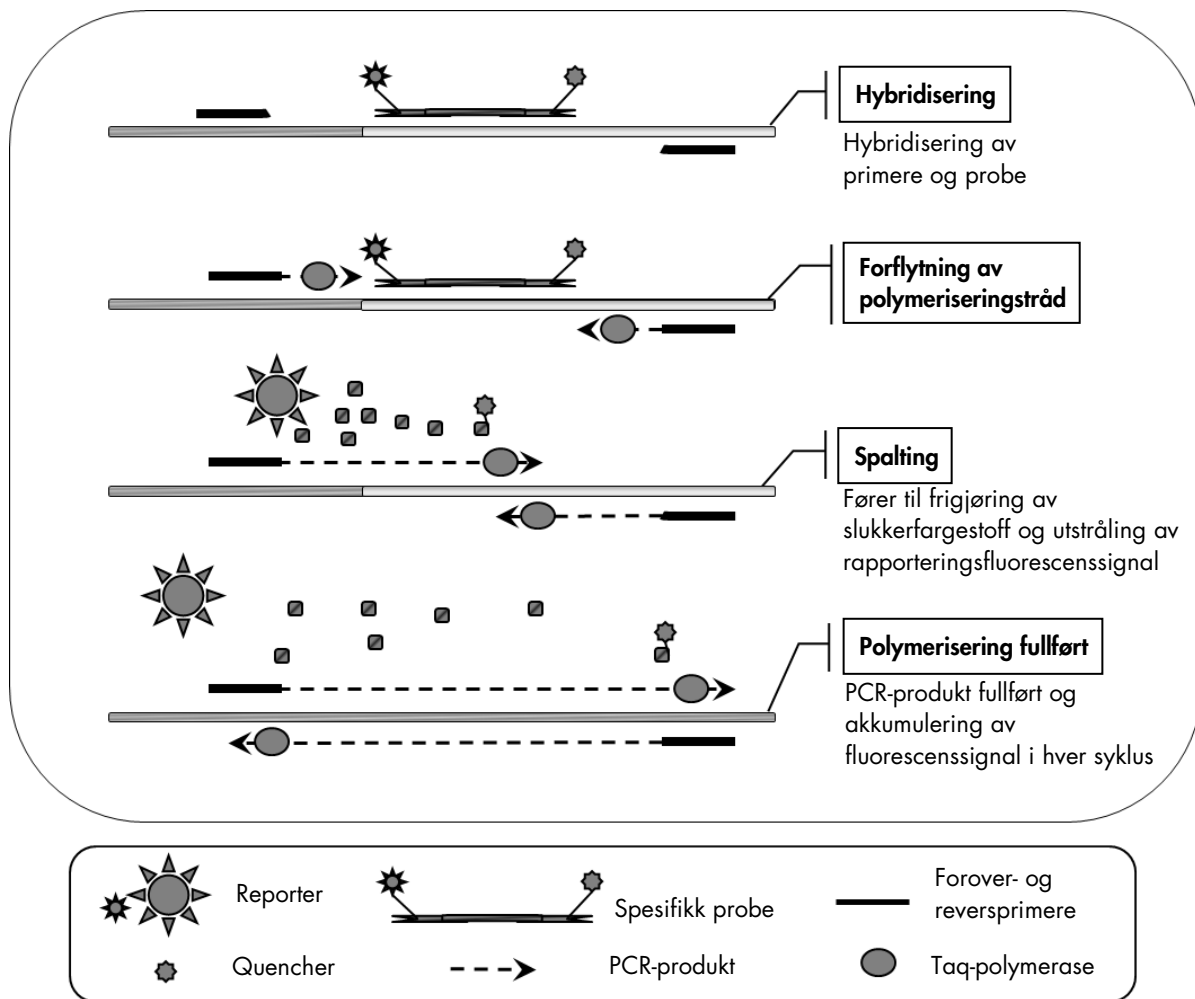 Hybridisering
Hybridisering av
primere og probe
Forflytning av
polymeriseringstråd
Spalting
Fører til frigjøring av
slukkerfargestoff og utstråling av
rapporteringsfluorescenssignal
Polymerisering fullført
PCR-produkt fullført og
akkumulering av
fluorescenssignal i hver syklus
Reporter
Spesifikk probe
Forover- og
reversprimere
Quencher
PCR-produkt
Taq-polymerase